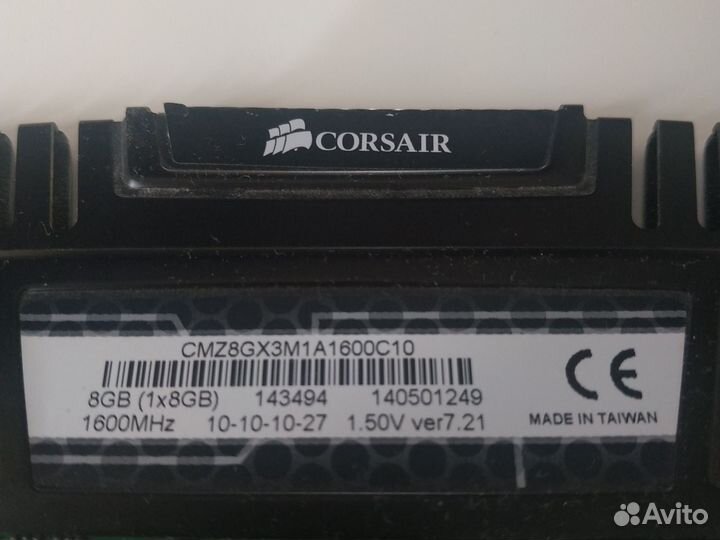 CORSAIR
CMZ8GX3M1A1600C10
8GB (1x8GB) 143494 140501249
1600MHz 10-10-10-27 1.50V ver7.21
CE
MADE IN TAIWAN
Avito